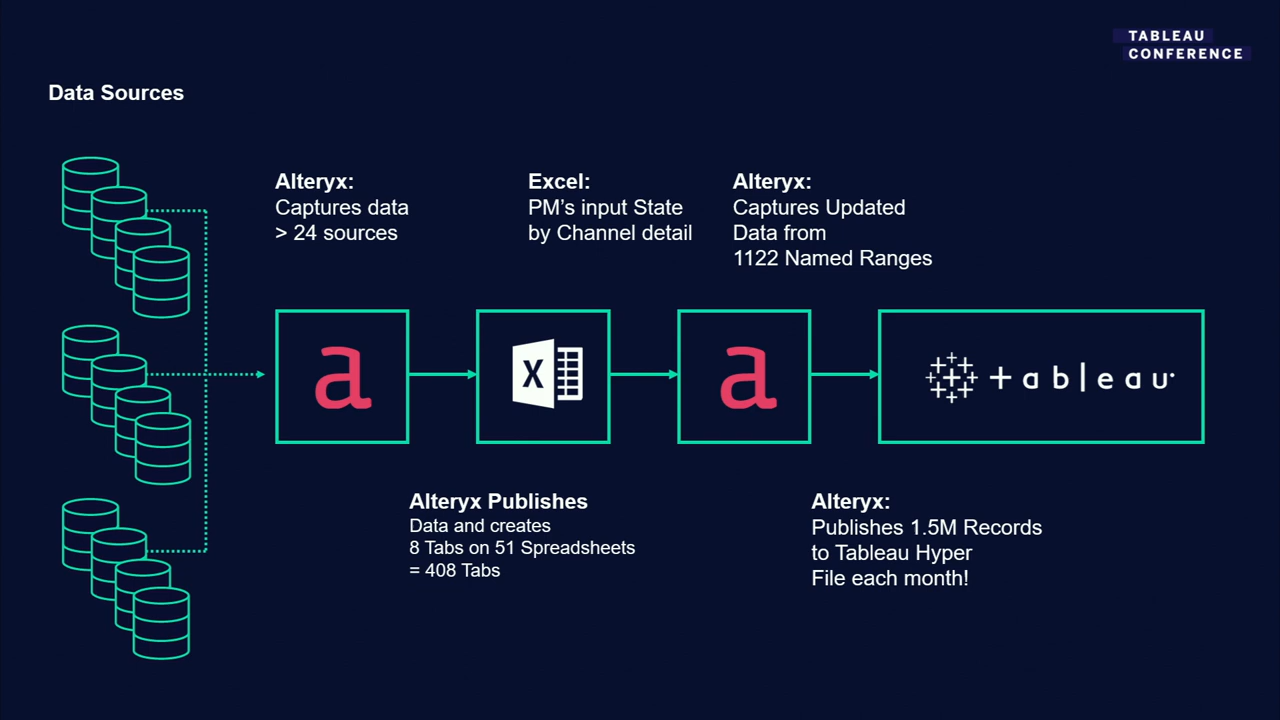 TABLEAU
CONFERENCE
Data Sources
Alteryx:
Captures data
> 24 sources
Excel:
PM's input State
by Channel detail
Alteryx:
Captures Updated
Data from
1122 Named Ranges
a
X
a
+ a b l e a u
Alteryx Publishes
Data and creates
8 Tabs on 51 Spreadsheets
= 408 Tabs
Alteryx:
Publishes 1.5M Records
to Tableau Hyper
File each month!